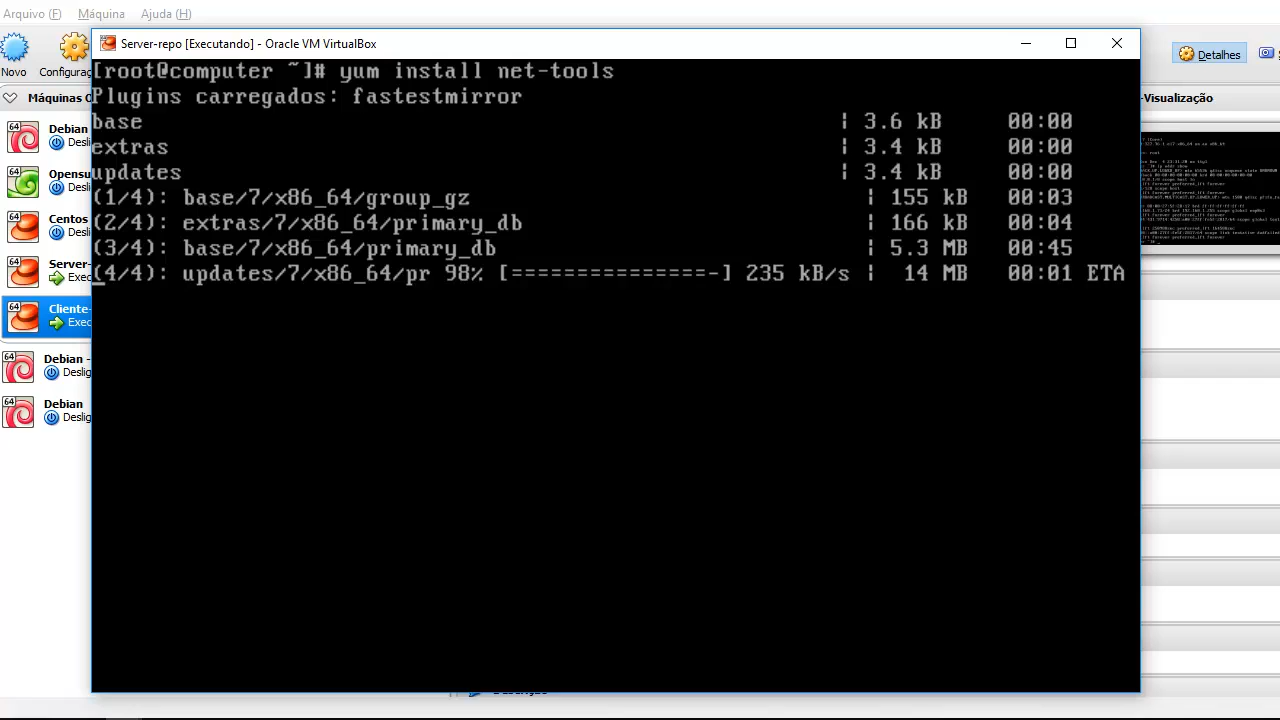 Arquivo (F) Máquina Ajuda (H)
Server-repo [Executando] - Oracle VM VirtualBox
Novo
Configuraç
Detalhes
Máquinas
-Visualização
Debian
Desli
Opensu
Desli
Centos
Desli
Server-
Exec
Cliente-
Exec
Debian -
Deslig
Debian
Deslig
[root@computer ~]# yum install net-tools
Plugins carregados: fastestmirror
base | 3.6 kB 00:00
extras | 3.4 kB 00:00
updates | 3.4 kB 00:00
(1/4): base/7/x86_64/group_gz | 155 kB 00:03
(2/4): extras/7/x86_64/primary_db | 166 kB 00:04
(3/4): base/7/x86_64/primary_db | 5.3 MB 00:45
(4/4): updates/7/x86_64/pr 98% [===============-] 235 kB/s | 14 MB 00:01 ETA